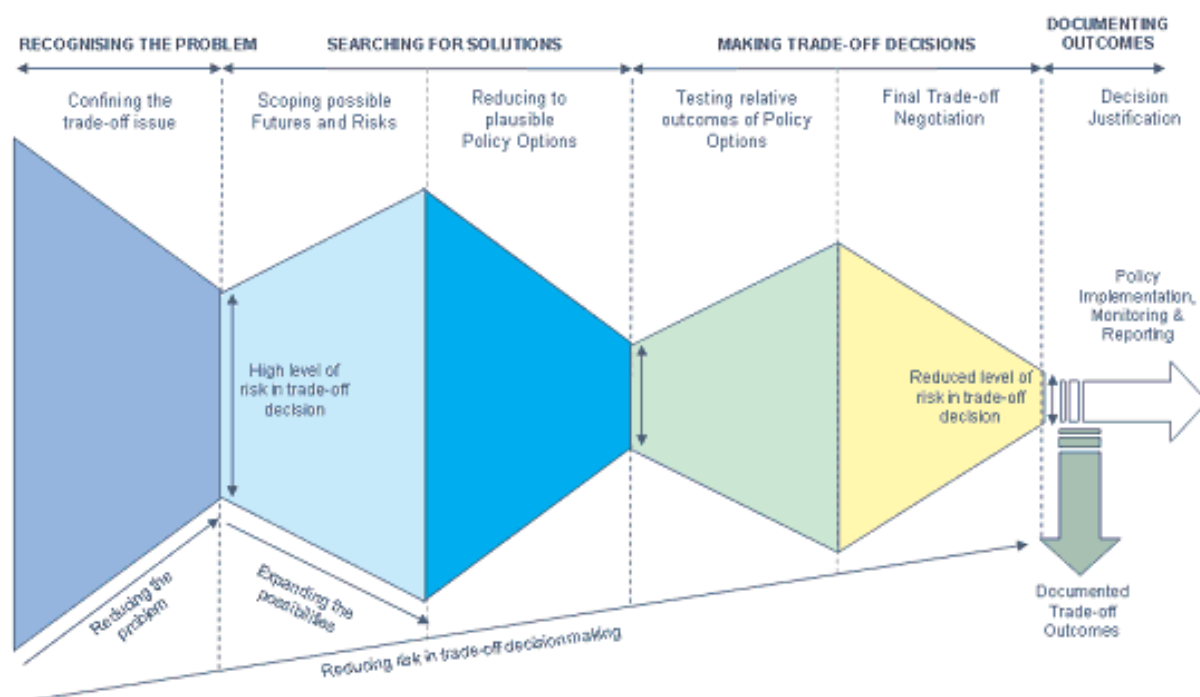 RECOGNISING THE PROBLEM
SEARCHING FOR SOLUTIONS
MAKING TRADE-OFF DECISIONS
DOCUMENTING
OUTCOMES
Confining the
trade-off issue
Scoping possible
Futures and Risks
Reducing to
plausible
Policy Options
Testing relative
outcomes of Policy
Options
Final Trade-off
Negotiation
Decision
Justification
High level of
risk in trade-off
decision
Reduced level of
risk in trade-off
decision
Policy
Implementation,
Monitoring &
Reporting
Reducing the
problem
Expanding the
possibilities
Reducing risk in trade-off decision making
Documented
Trade-off
Outcomes